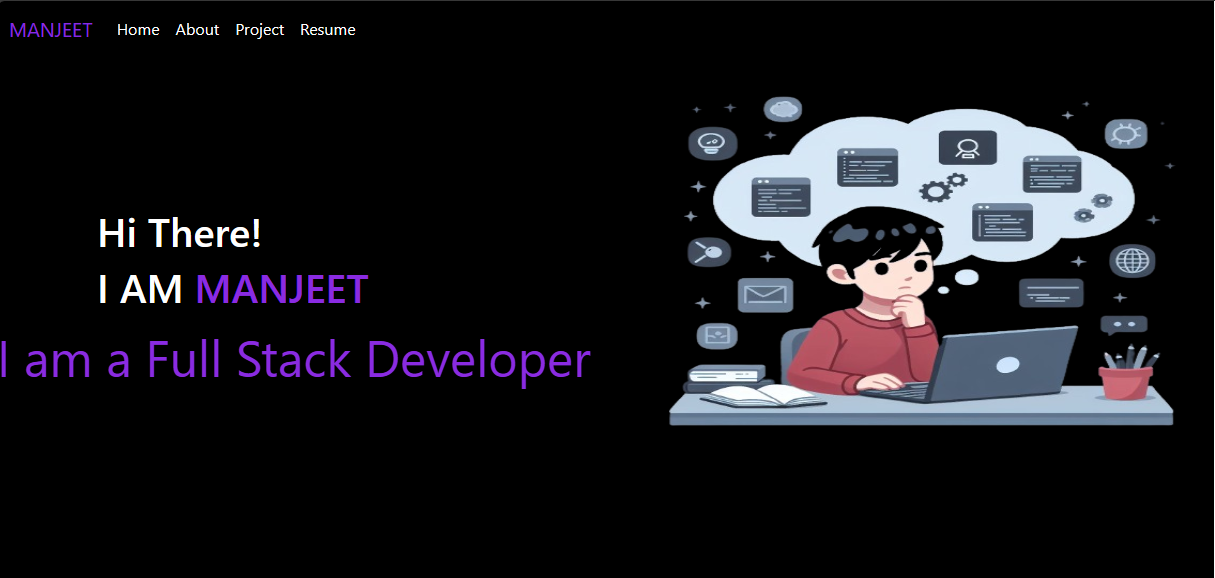 MANJEET Home About Project Resume
Hi There!
I AM MANJEET
I am a Full Stack Developer